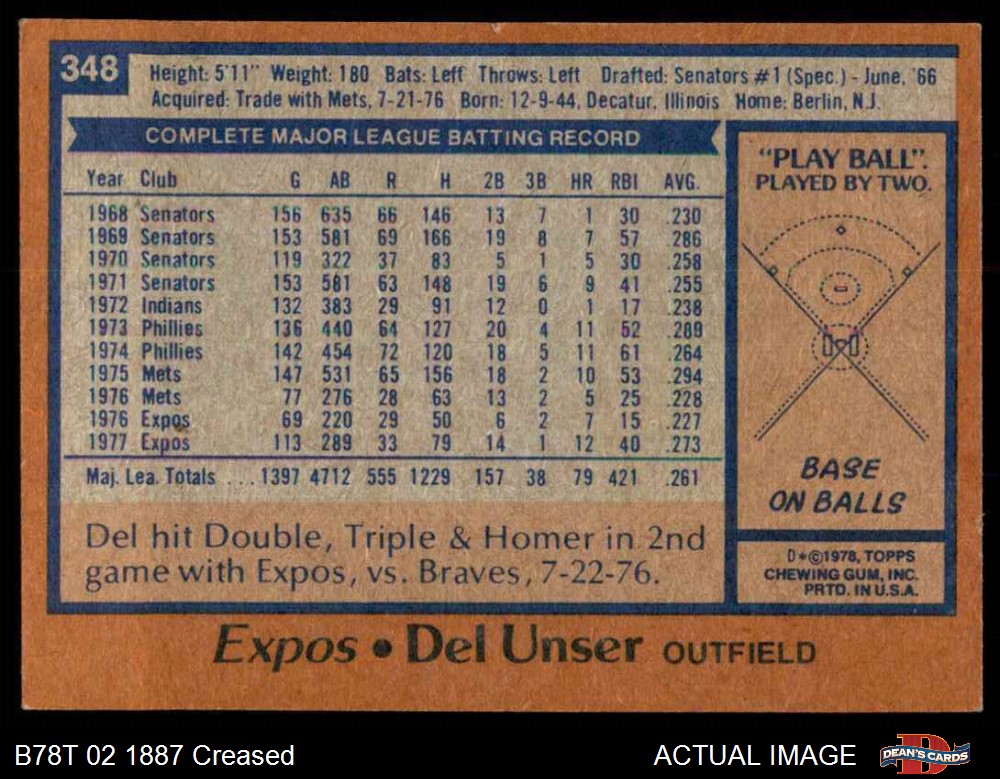 348
Height: 5'11" Weight: 180 Bats: Left Throws: Left Drafted: Senators #1 (Spec.) - June, '66
Acquired: Trade with Mets, 7-21-76 Born: 12-9-44, Decatur, Illinois Home: Berlin, N.J.
COMPLETE MAJOR LEAGUE BATTING RECORD
Year Club G AB R H 2B 3B HR RBI AVG.
1968 Senators 156 635 66 146 13 7 1 30 .230
1969 Senators 153 581 69 166 19 8 7 57 .286
1970 Senators 119 322 37 83 5 1 5 30 .258
1971 Senators 153 581 63 148 19 6 9 41 .255
1972 Indians 132 383 29 91 12 0 1 17 .238
1973 Phillies 136 440 64 127 20 4 11 52 .289
1974 Phillies 142 454 72 120 18 5 11 61 .264
1975 Mets 147 531 65 156 18 2 10 53 .294
1976 Mets 77 276 28 63 13 2 5 25 .228
1976 Expos 69 220 29 50 6 2 7 15 .227
1977 Expos 113 289 33 79 14 1 12 40 .273
Maj. Lea. Totals ... 1397 4712 555 1229 157 38 79 421 .261
Del hit Double, Triple & Homer in 2nd
game with Expos, vs. Braves, 7-22-76.
"PLAY BALL".
PLAYED BY TWO.
BASE
ON BALLS
D*©1978, TOPPS
CHEWING GUM, INC.
PRTD. IN U.S.A.
Expos • Del Unser OUTFIELD
B78T 02 1887 Creased
ACTUAL IMAGE
DEAN'S CARDS